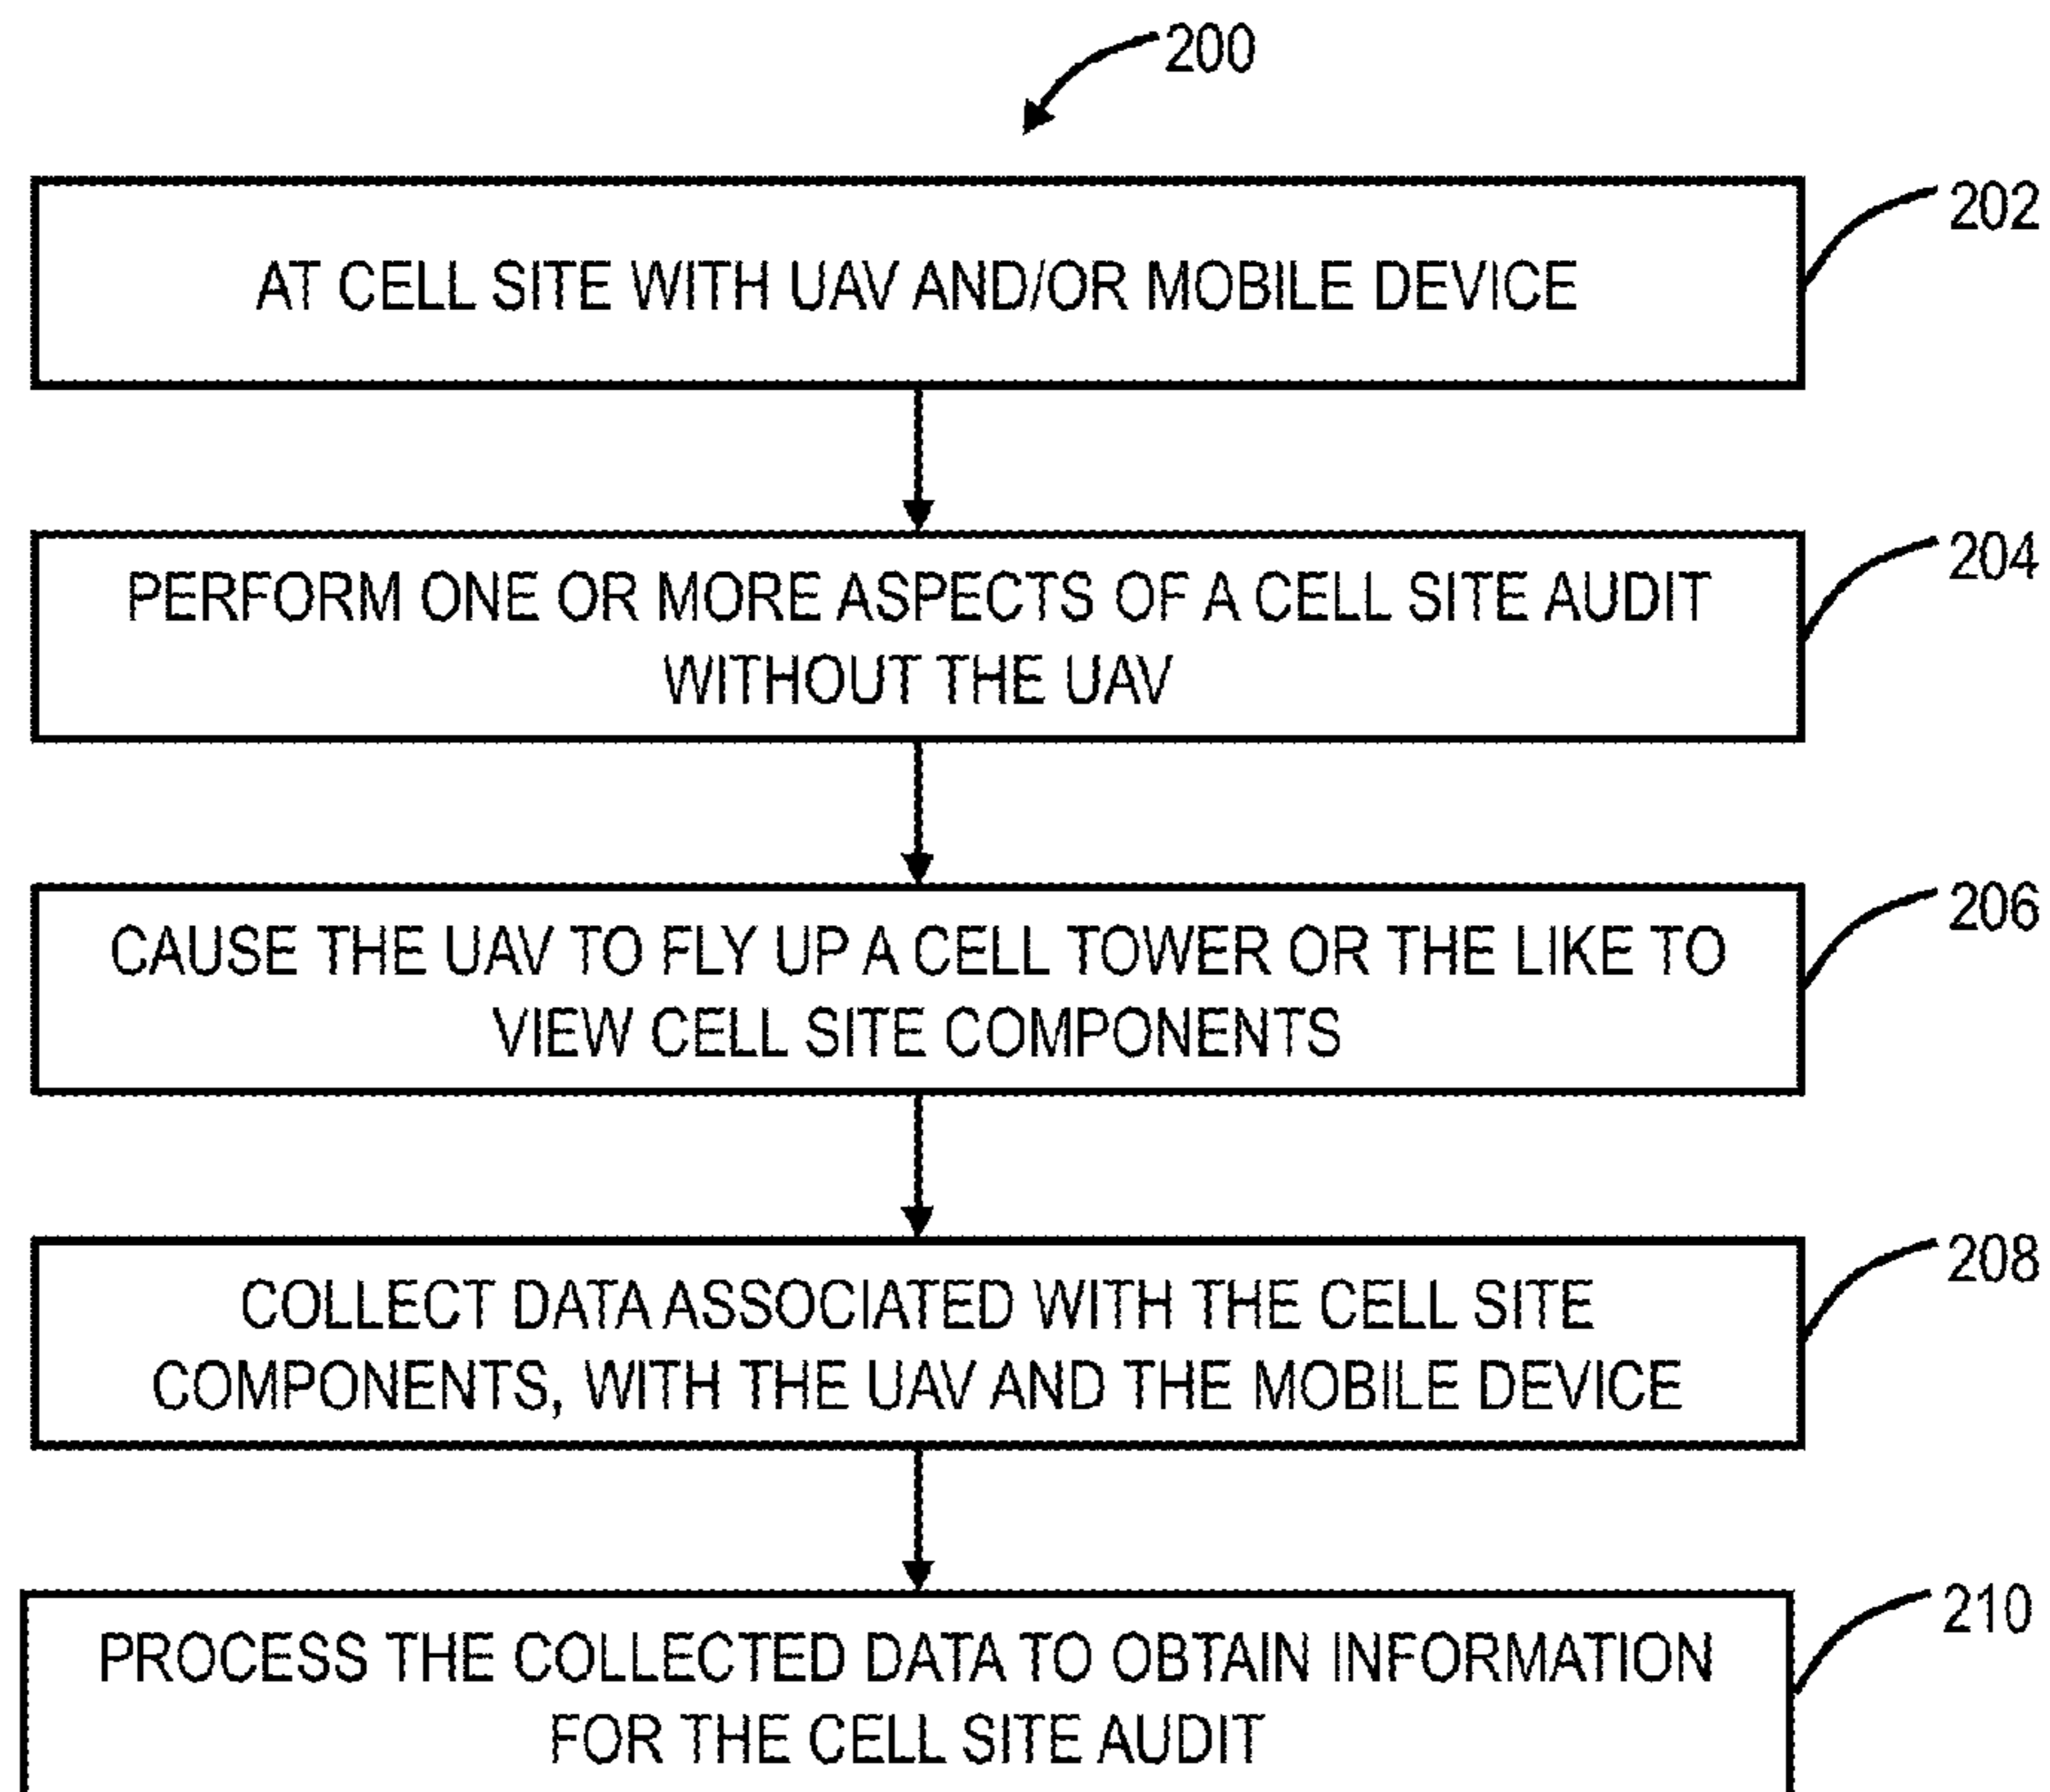 200
AT CELL SITE WITH UAV AND/OR MOBILE DEVICE
202
PERFORM ONE OR MORE ASPECTS OF A CELL SITE AUDIT
WITHOUT THE UAV
204
CAUSE THE UAV TO FLY UP A CELL TOWER OR THE LIKE TO
VIEW CELL SITE COMPONENTS
206
COLLECT DATA ASSOCIATED WITH THE CELL SITE
COMPONENTS, WITH THE UAV AND THE MOBILE DEVICE
208
PROCESS THE COLLECTED DATA TO OBTAIN INFORMATION
FOR THE CELL SITE AUDIT
210